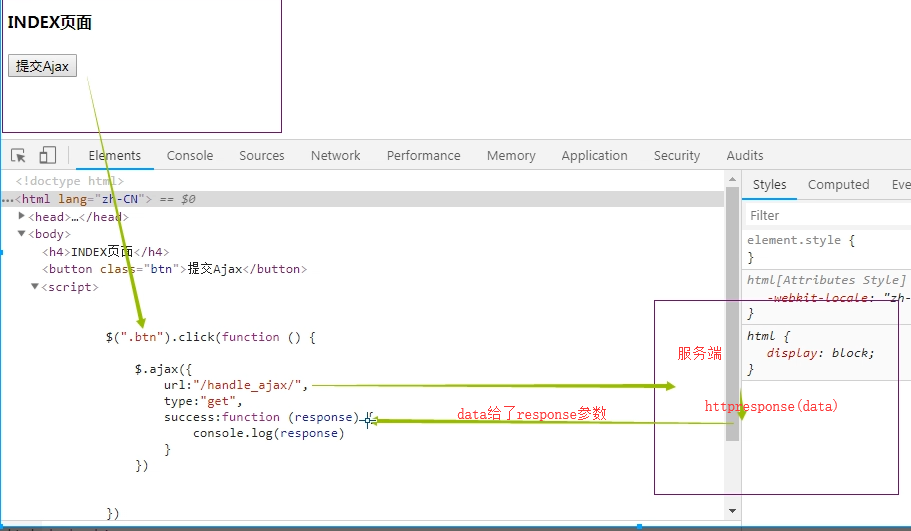 INDEX页面
提交Ajax
Elements Console Sources Network Performance Memory Application Security Audits
<!doctype html>
…<html lang="zh-CN"> == $0
<head>…</head>
<body>
<h4>INDEX页面</h4>
<button class="btn">提交Ajax</button>
<script>
$(".btn").click(function () {
$.ajax({
url:"/handle_ajax/",
type:"get",
success:function (response)
console.log(response)
}
})
})
data给了response参数
Styles Computed Eve
Filter
element.style {
}
html[Attributes Style]
-webkit-locale: "zh-
}
html {
display: block;
}
服务端
httpresponse(data)